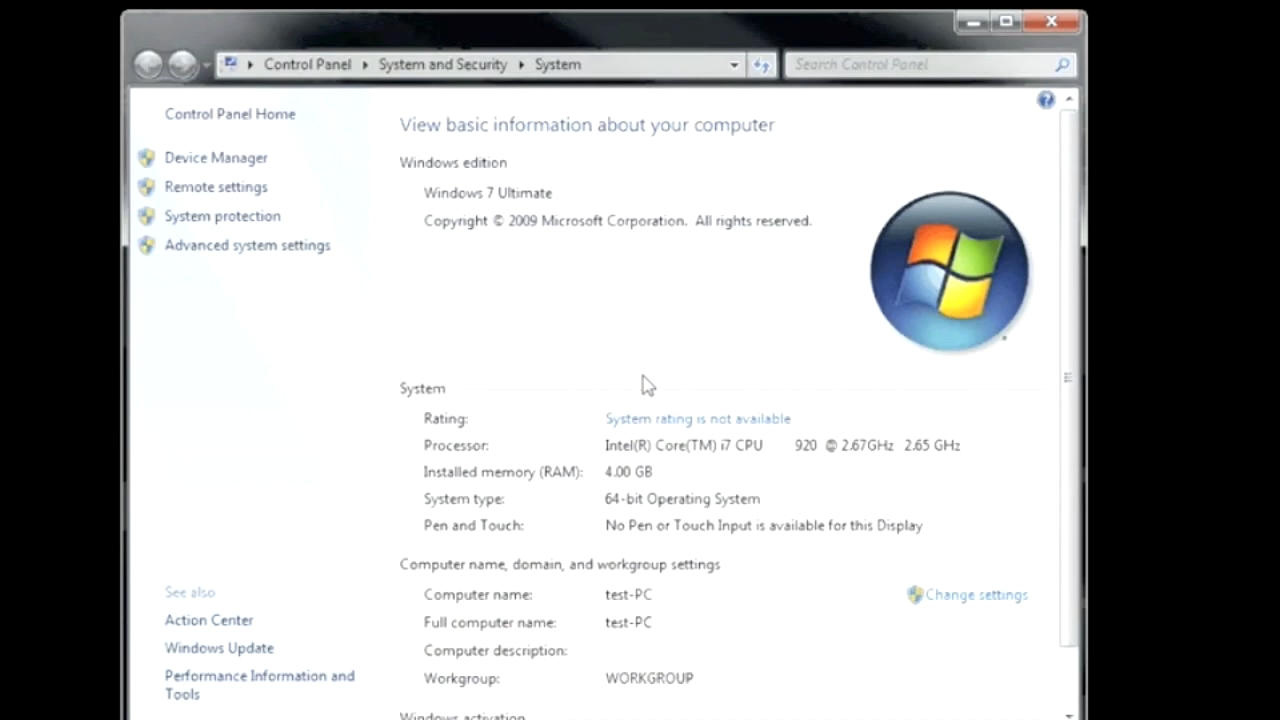 Control Panel
System and Security
System
Search Control Panel
Control Panel Home
Device Manager
Remote settings
System protection
Advanced system settings
See also
Action Center
Windows Update
Performance Information and
Tools
View basic information about your computer
Windows edition
Windows 7 Ultimate
Copyright © 2009 Microsoft Corporation. All rights reserved.
System
Rating: System rating is not available
Processor: Intel(R) Core(TM) i7 CPU 920 @ 2.67GHz 2.65 GHz
Installed memory (RAM): 4.00 GB
System type: 64-bit Operating System
Pen and Touch: No Pen or Touch Input is available for this Display
Computer name, domain, and workgroup settings
Computer name: test-PC Change settings
Full computer name: test-PC
Computer description:
Workgroup: WORKGROUP
Windows activation